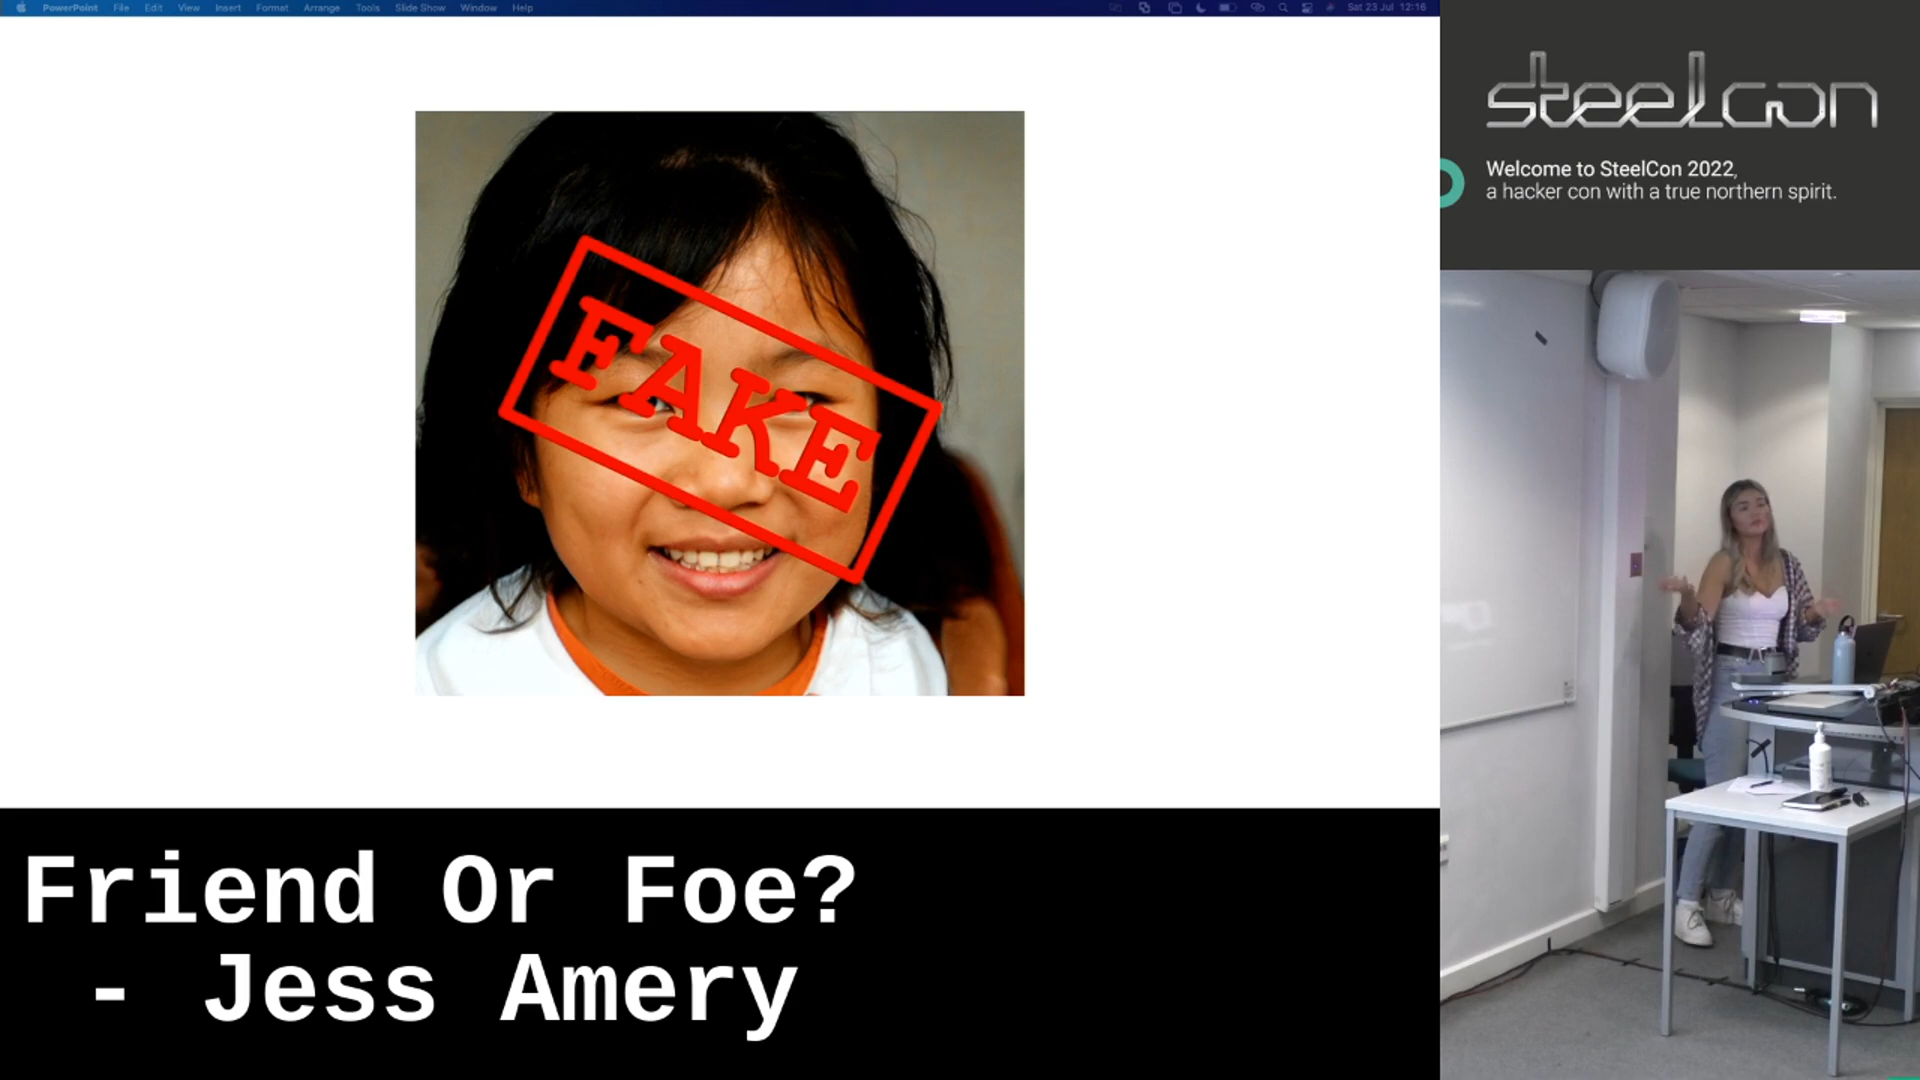 PowerPoint File Edit View Insert Format Arrange Tools Slide Show Window Help Sat 23 Jul 12:16
FAKE
steelcon
Welcome to SteelCon 2022,
a hacker con with a true northern spirit.
Friend Or Foe?
- Jess Amery